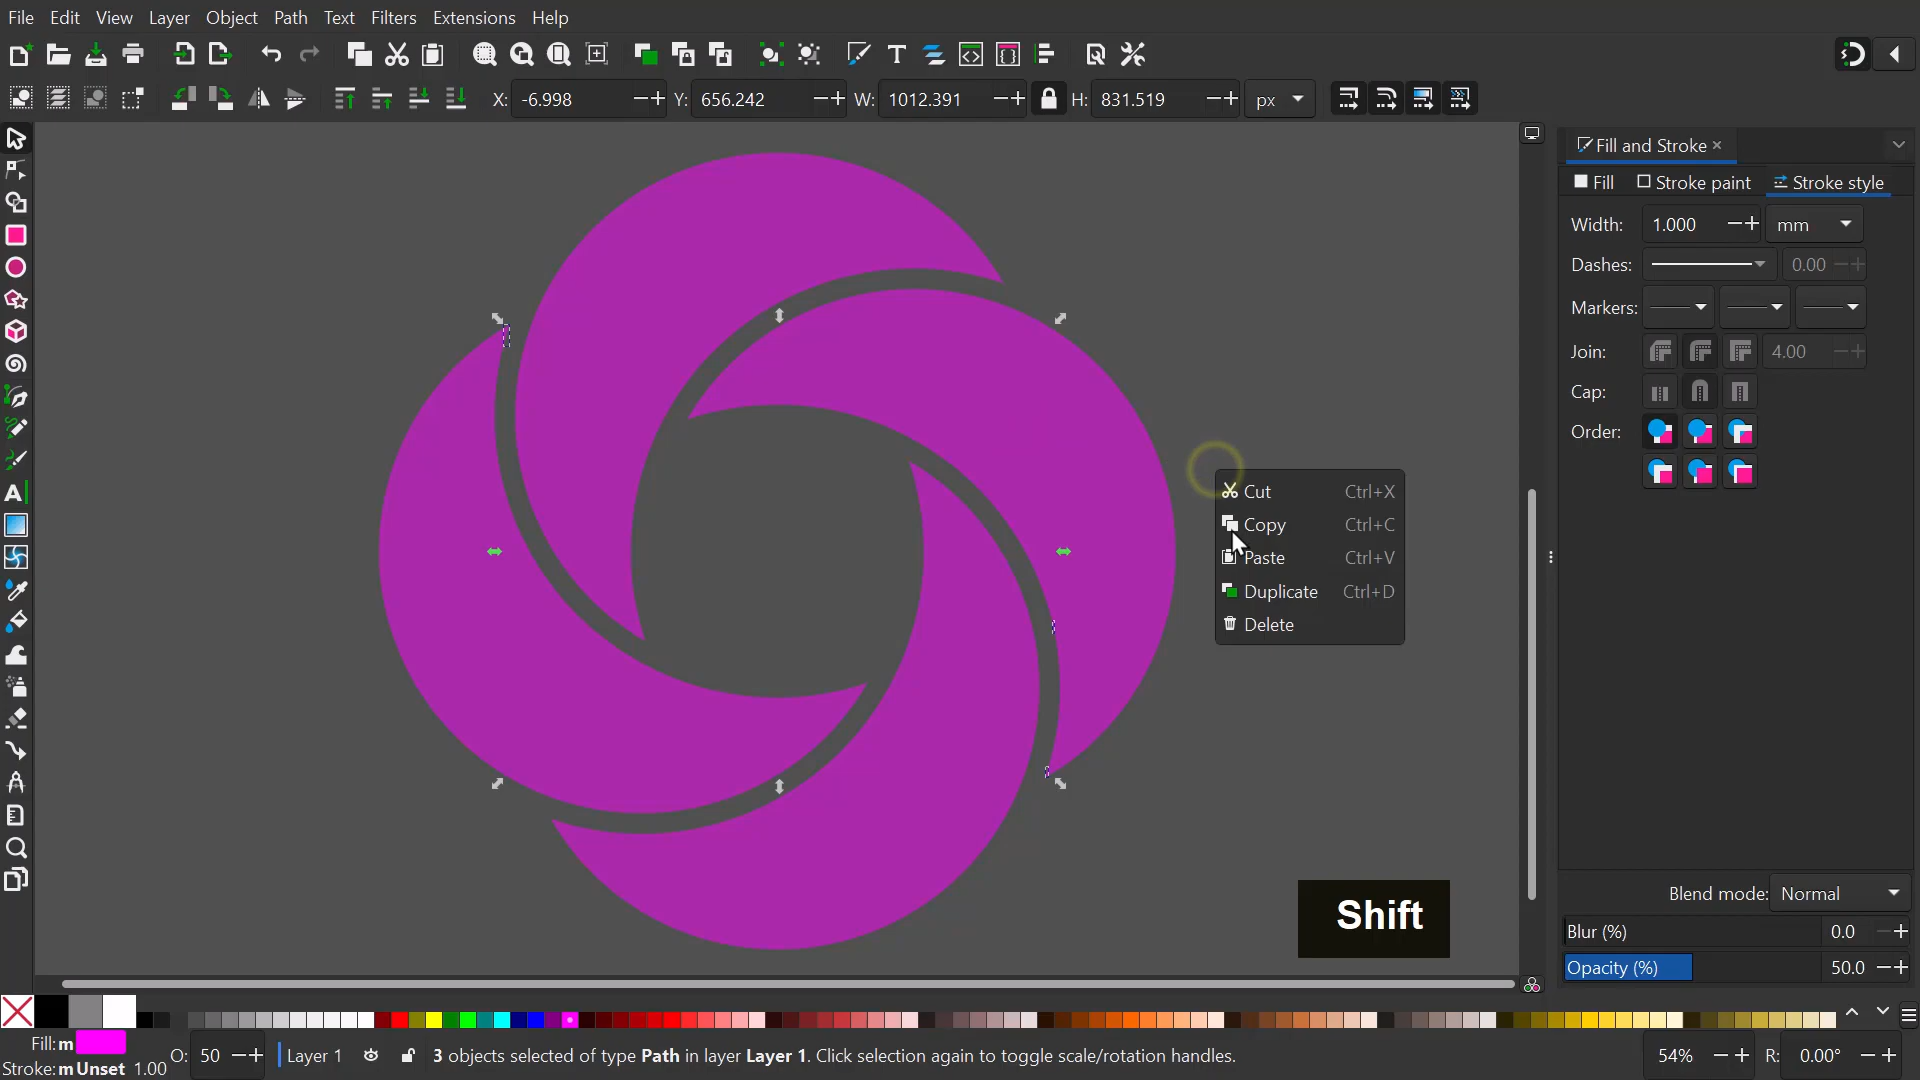 File Edit View Layer Object Path Text Filters Extensions Help
X: -6.998 Y: 656.242 W: 1012.391 H: 831.519 px
Fill and Stroke
Fill Stroke paint Stroke style
Width: 1.000 mm
Dashes: 0.00
Markers:
Join: 4.00
Cap:
Order:
Cut Ctrl+X
Copy Ctrl+C
Paste Ctrl+V
Duplicate Ctrl+D
Delete
Shift
Blend mode: Normal
Blur (%) 0.0
Opacity (%) 50.0
Fill: m
Stroke: m Unset 1.00
O: 50 Layer 1 3 objects selected of type Path in layer Layer 1. Click selection again to toggle scale/rotation handles. 54% R: 0.00°